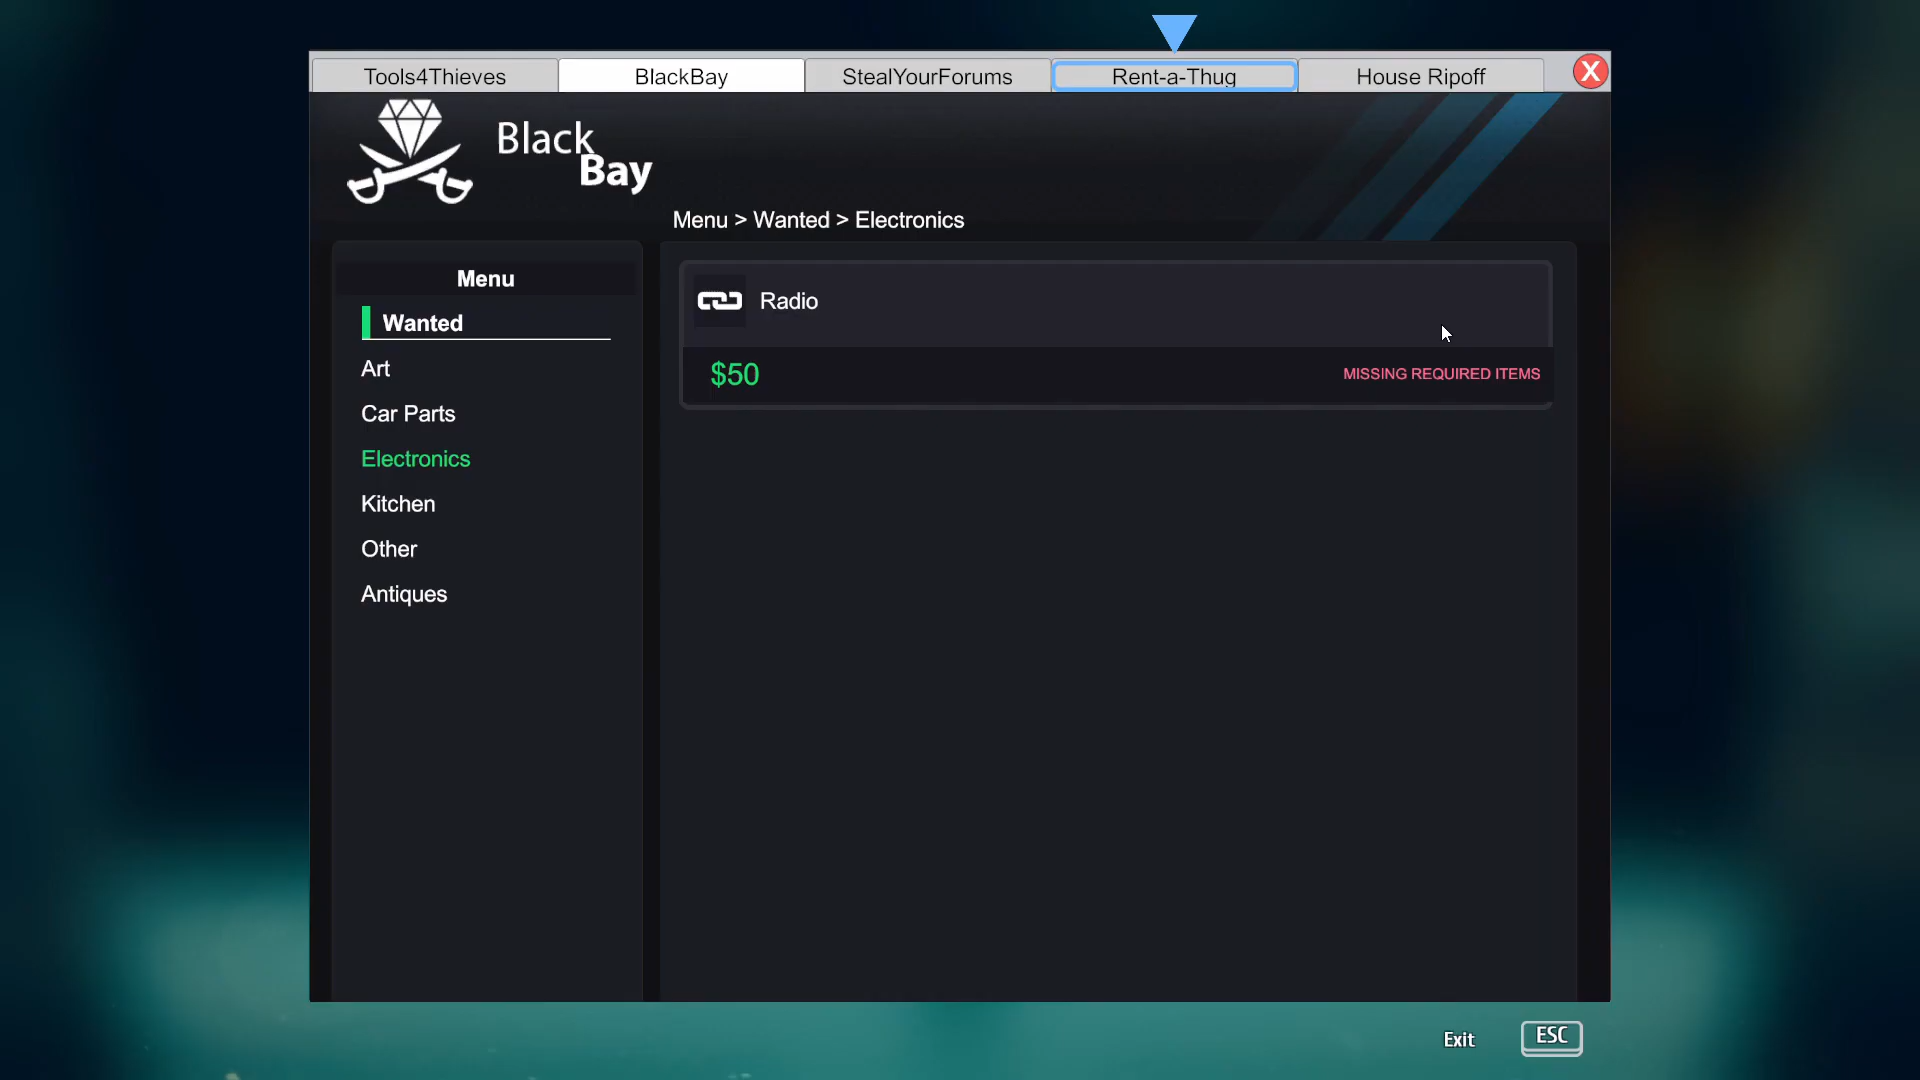 Tools4Thieves
BlackBay
StealYourForums
Rent-a-Thug
House Ripoff
X
Black
Bay
Menu > Wanted > Electronics
Menu
Wanted
Art
Car Parts
Electronics
Kitchen
Other
Antiques
Radio
$50
MISSING REQUIRED ITEMS
Exit
ESC